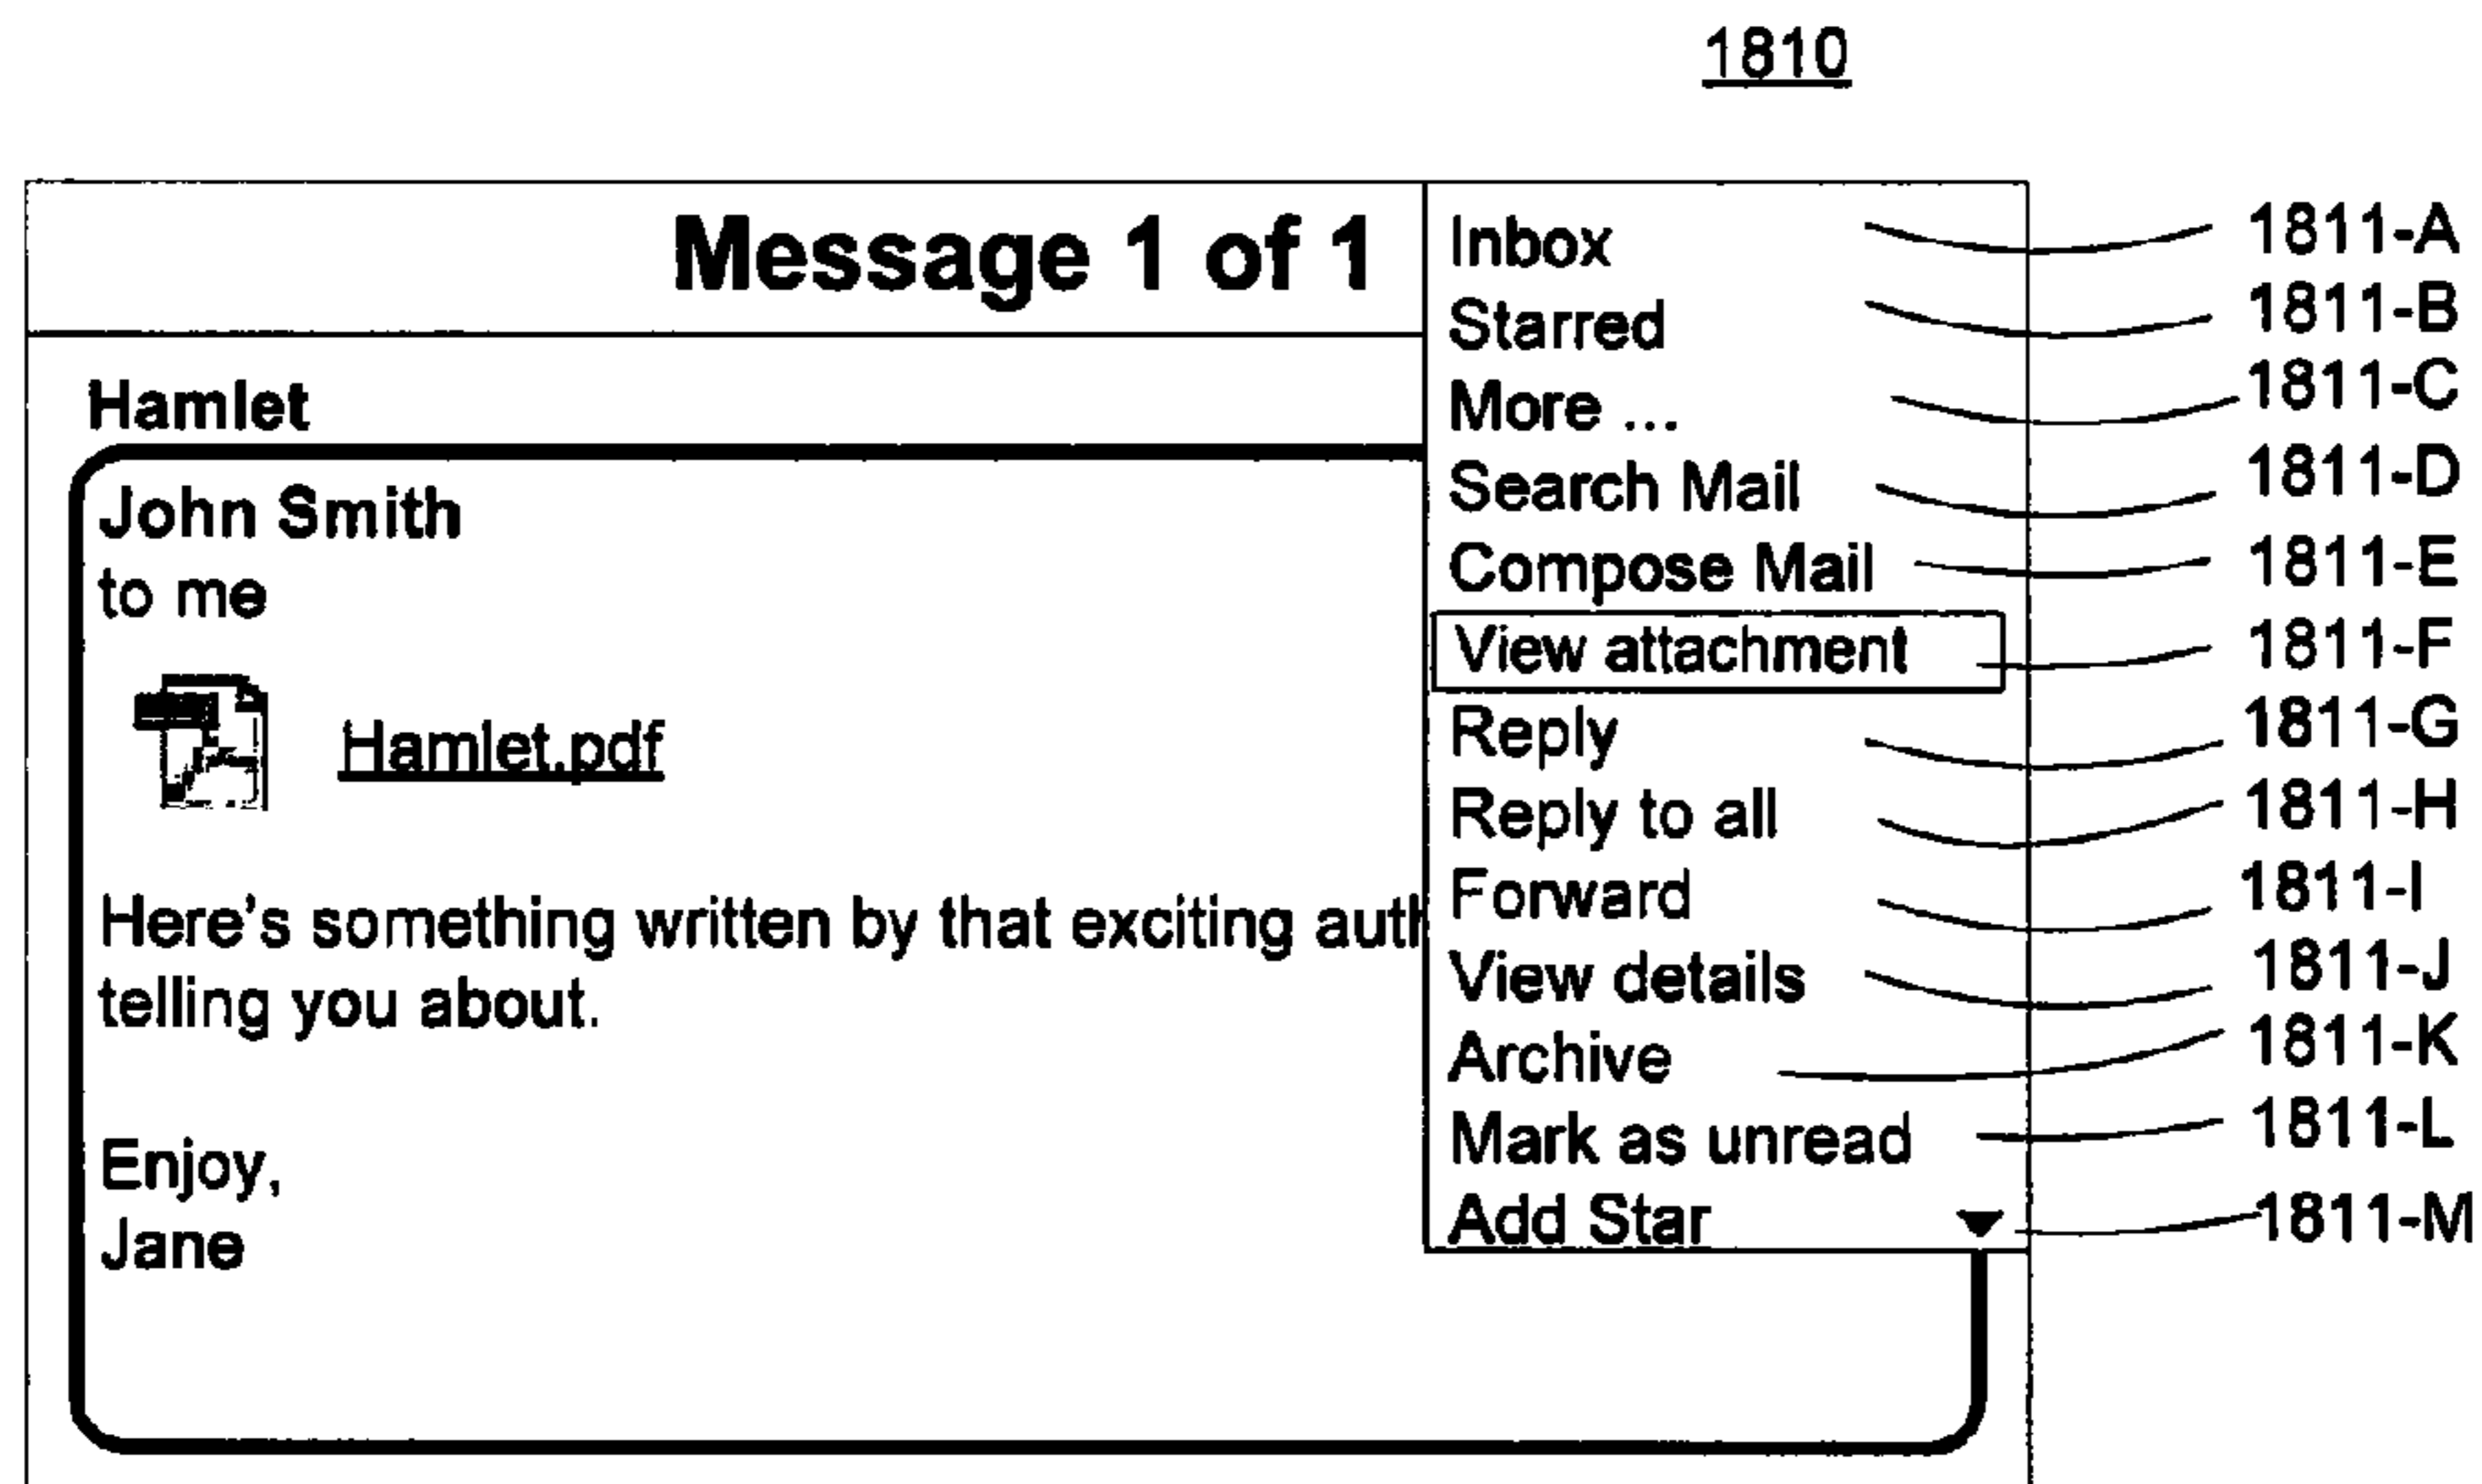 1810
Message 1 of 1
Hamlet
John Smith
to me
Hamlet.pdf
Here's something written by that exciting auth
telling you about.
Enjoy,
Jane
Inbox 1811-A
Starred 1811-B
More ... 1811-C
Search Mail 1811-D
Compose Mail 1811-E
View attachment 1811-F
Reply 1811-G
Reply to all 1811-H
Forward 1811-I
View details 1811-J
Archive 1811-K
Mark as unread 1811-L
Add Star 1811-M